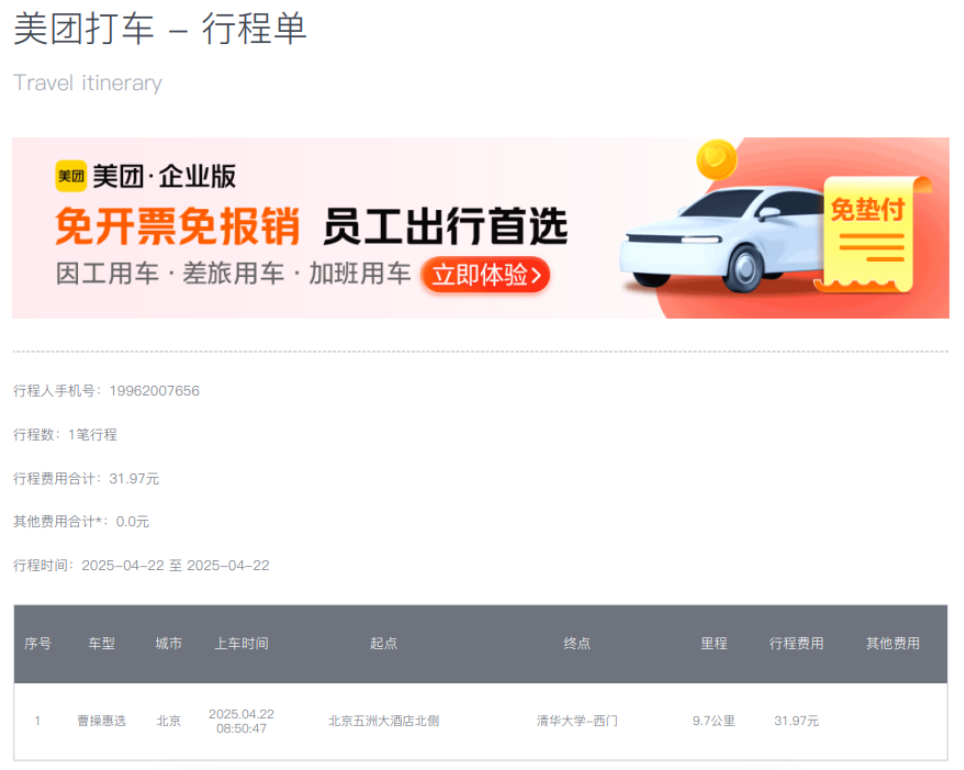 美团打车 - 行程单
Travel itinerary
美团 美团·企业版
免开票免报销 员工出行首选
因工用车·差旅用车·加班用车 立即体验>
免垫付
行程人手机号：19962007656
行程数：1笔行程
行程费用合计：31.97元
其他费用合计*：0.0元
行程时间：2025-04-22 至 2025-04-22
序号 车型 城市 上车时间 起点 终点 里程 行程费用 其他费用
1 曹操惠选 北京 2025.04.22 08:50:47 北京五洲大酒店北侧 清华大学-西门 9.7公里 31.97元